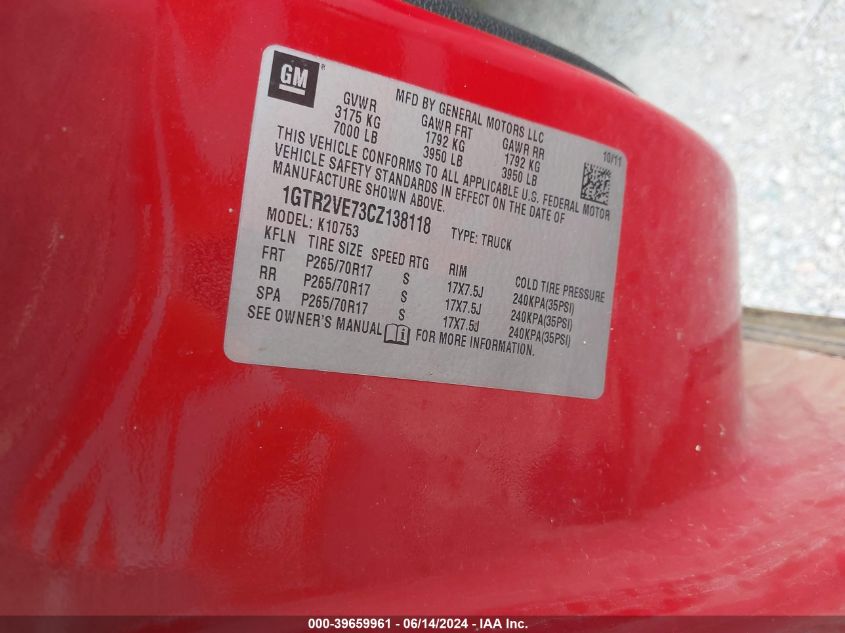 GM ®
MFD BY GENERAL MOTORS LLC 10/11
GVWR GAWR FRT GAWR RR
3175 KG 1792 KG 1792 KG
7000 LB 3950 LB 3950 LB
THIS VEHICLE CONFORMS TO ALL APPLICABLE U.S. FEDERAL MOTOR
VEHICLE SAFETY STANDARDS IN EFFECT ON THE DATE OF
MANUFACTURE SHOWN ABOVE.
1GTR2VE73CZ138118 TYPE: TRUCK
MODEL: K10753
KFLN TIRE SIZE SPEED RTG RIM COLD TIRE PRESSURE
FRT P265/70R17 S 17X7.5J 240KPA(35PSI)
RR P265/70R17 S 17X7.5J 240KPA(35PSI)
SPA P265/70R17 S 17X7.5J 240KPA(35PSI)
SEE OWNER'S MANUAL FOR MORE INFORMATION.
000-39659961 - 06/14/2024 - IAA Inc.